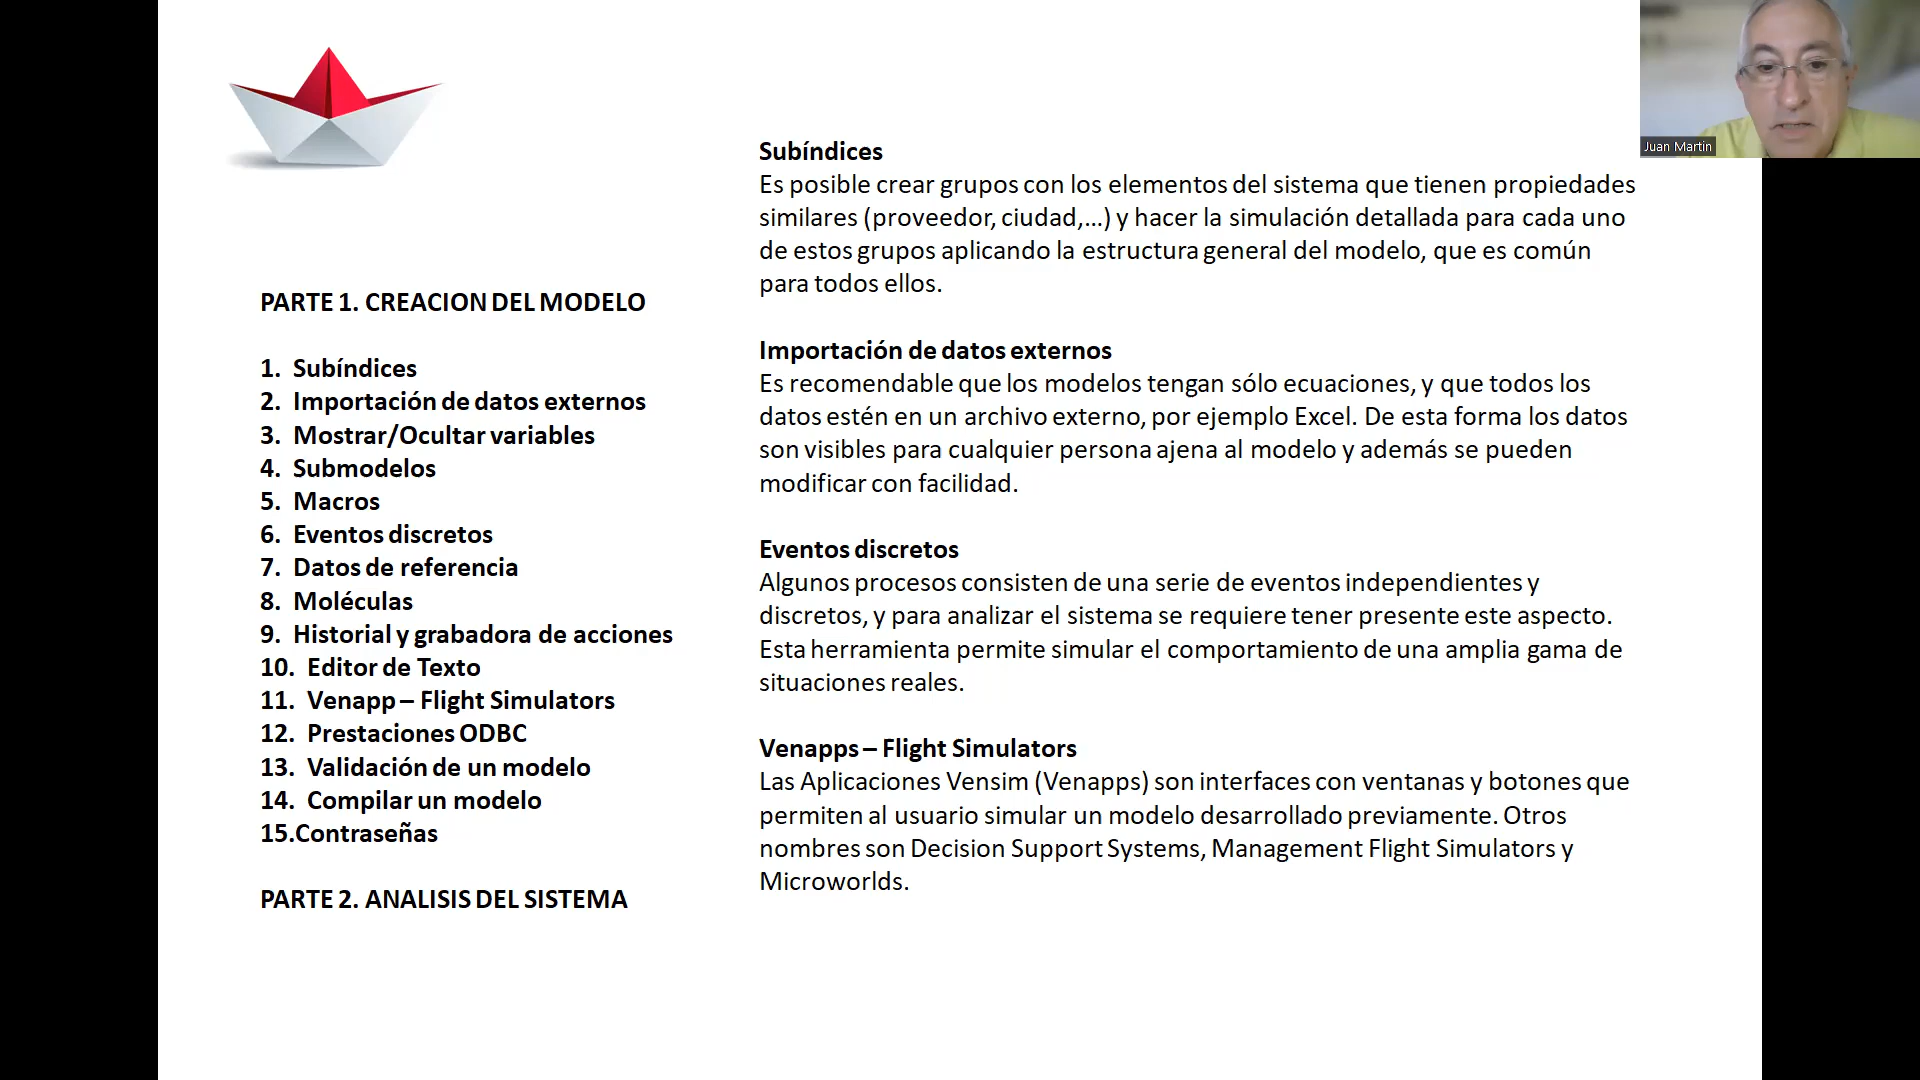 PARTE 1. CREACION DEL MODELO
1. Subíndices
2. Importación de datos externos
3. Mostrar/Ocultar variables
4. Submodelos
5. Macros
6. Eventos discretos
7. Datos de referencia
8. Moléculas
9. Historial y grabadora de acciones
10. Editor de Texto
11. Venapp – Flight Simulators
12. Prestaciones ODBC
13. Validación de un modelo
14. Compilar un modelo
15.Contraseñas
PARTE 2. ANALISIS DEL SISTEMA
Subíndices
Es posible crear grupos con los elementos del sistema que tienen propiedades
similares (proveedor, ciudad,...) y hacer la simulación detallada para cada uno
de estos grupos aplicando la estructura general del modelo, que es común
para todos ellos.
Importación de datos externos
Es recomendable que los modelos tengan sólo ecuaciones, y que todos los
datos estén en un archivo externo, por ejemplo Excel. De esta forma los datos
son visibles para cualquier persona ajena al modelo y además se pueden
modificar con facilidad.
Eventos discretos
Algunos procesos consisten de una serie de eventos independientes y
discretos, y para analizar el sistema se requiere tener presente este aspecto.
Esta herramienta permite simular el comportamiento de una amplia gama de
situaciones reales.
Venapps – Flight Simulators
Las Aplicaciones Vensim (Venapps) son interfaces con ventanas y botones que
permiten al usuario simular un modelo desarrollado previamente. Otros
nombres son Decision Support Systems, Management Flight Simulators y
Microworlds.
Juan Martin